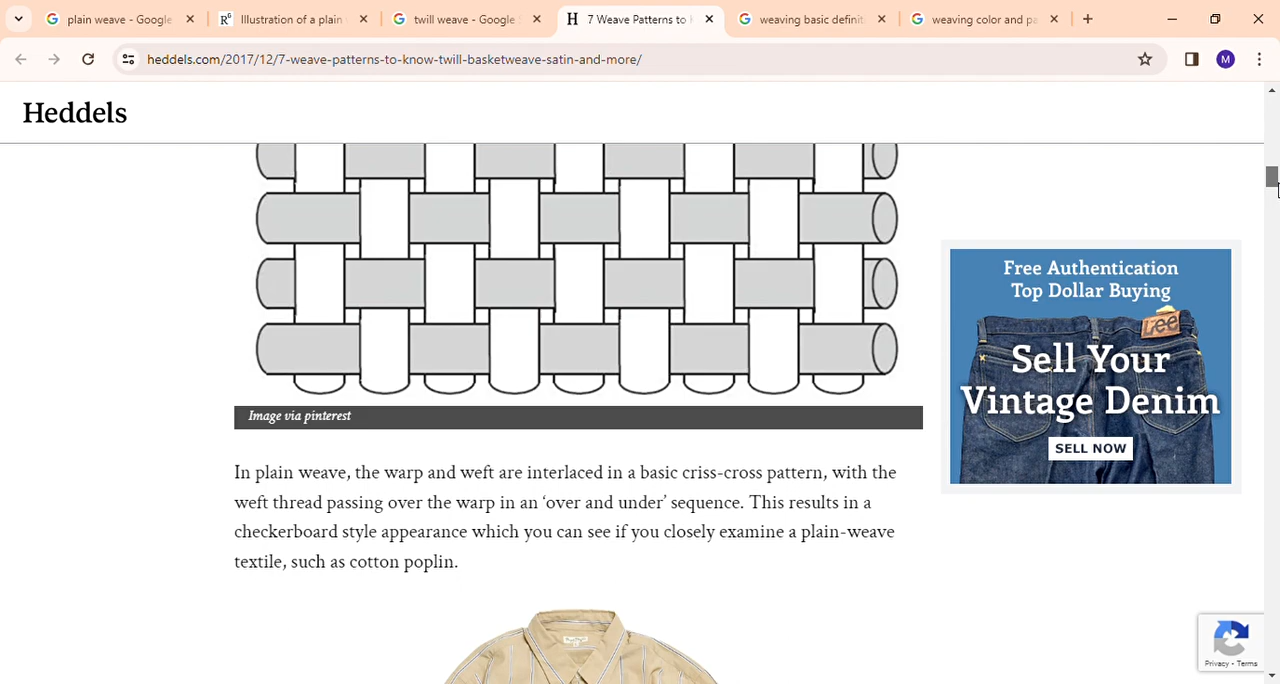 plain weave - Google
Illustration of a plain
twill weave - Google
7 Weave Patterns to
weaving basic definit
weaving color and pa
heddels.com/2017/12/7-weave-patterns-to-know-twill-basketweave-satin-and-more/
M
Heddels
Free Authentication
Top Dollar Buying
Lee
Sell Your
Vintage Denim
SELL NOW
Image via pinterest
In plain weave, the warp and weft are interlaced in a basic criss-cross pattern, with the
weft thread passing over the warp in an ‘over and under’ sequence. This results in a
checkerboard style appearance which you can see if you closely examine a plain-weave
textile, such as cotton poplin.
Privacy - Terms